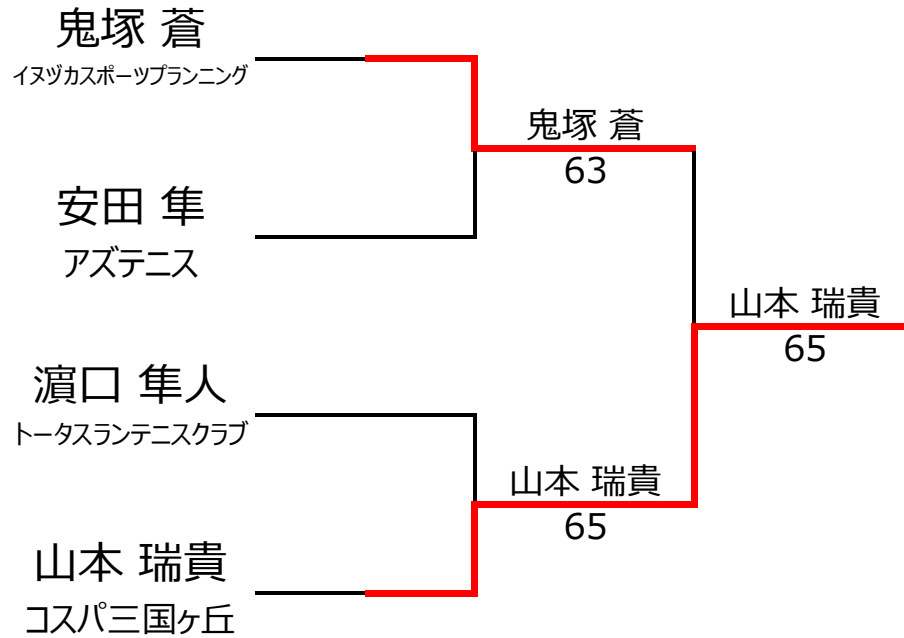 鬼塚 蒼
イヌヅカスポーツプランニング
鬼塚 蒼
63
安田 隼
アズテニス
山本 瑞貴
65
濵口 隼人
トータスランテニスクラブ
山本 瑞貴
65
山本 瑞貴
コスパ三国ヶ丘